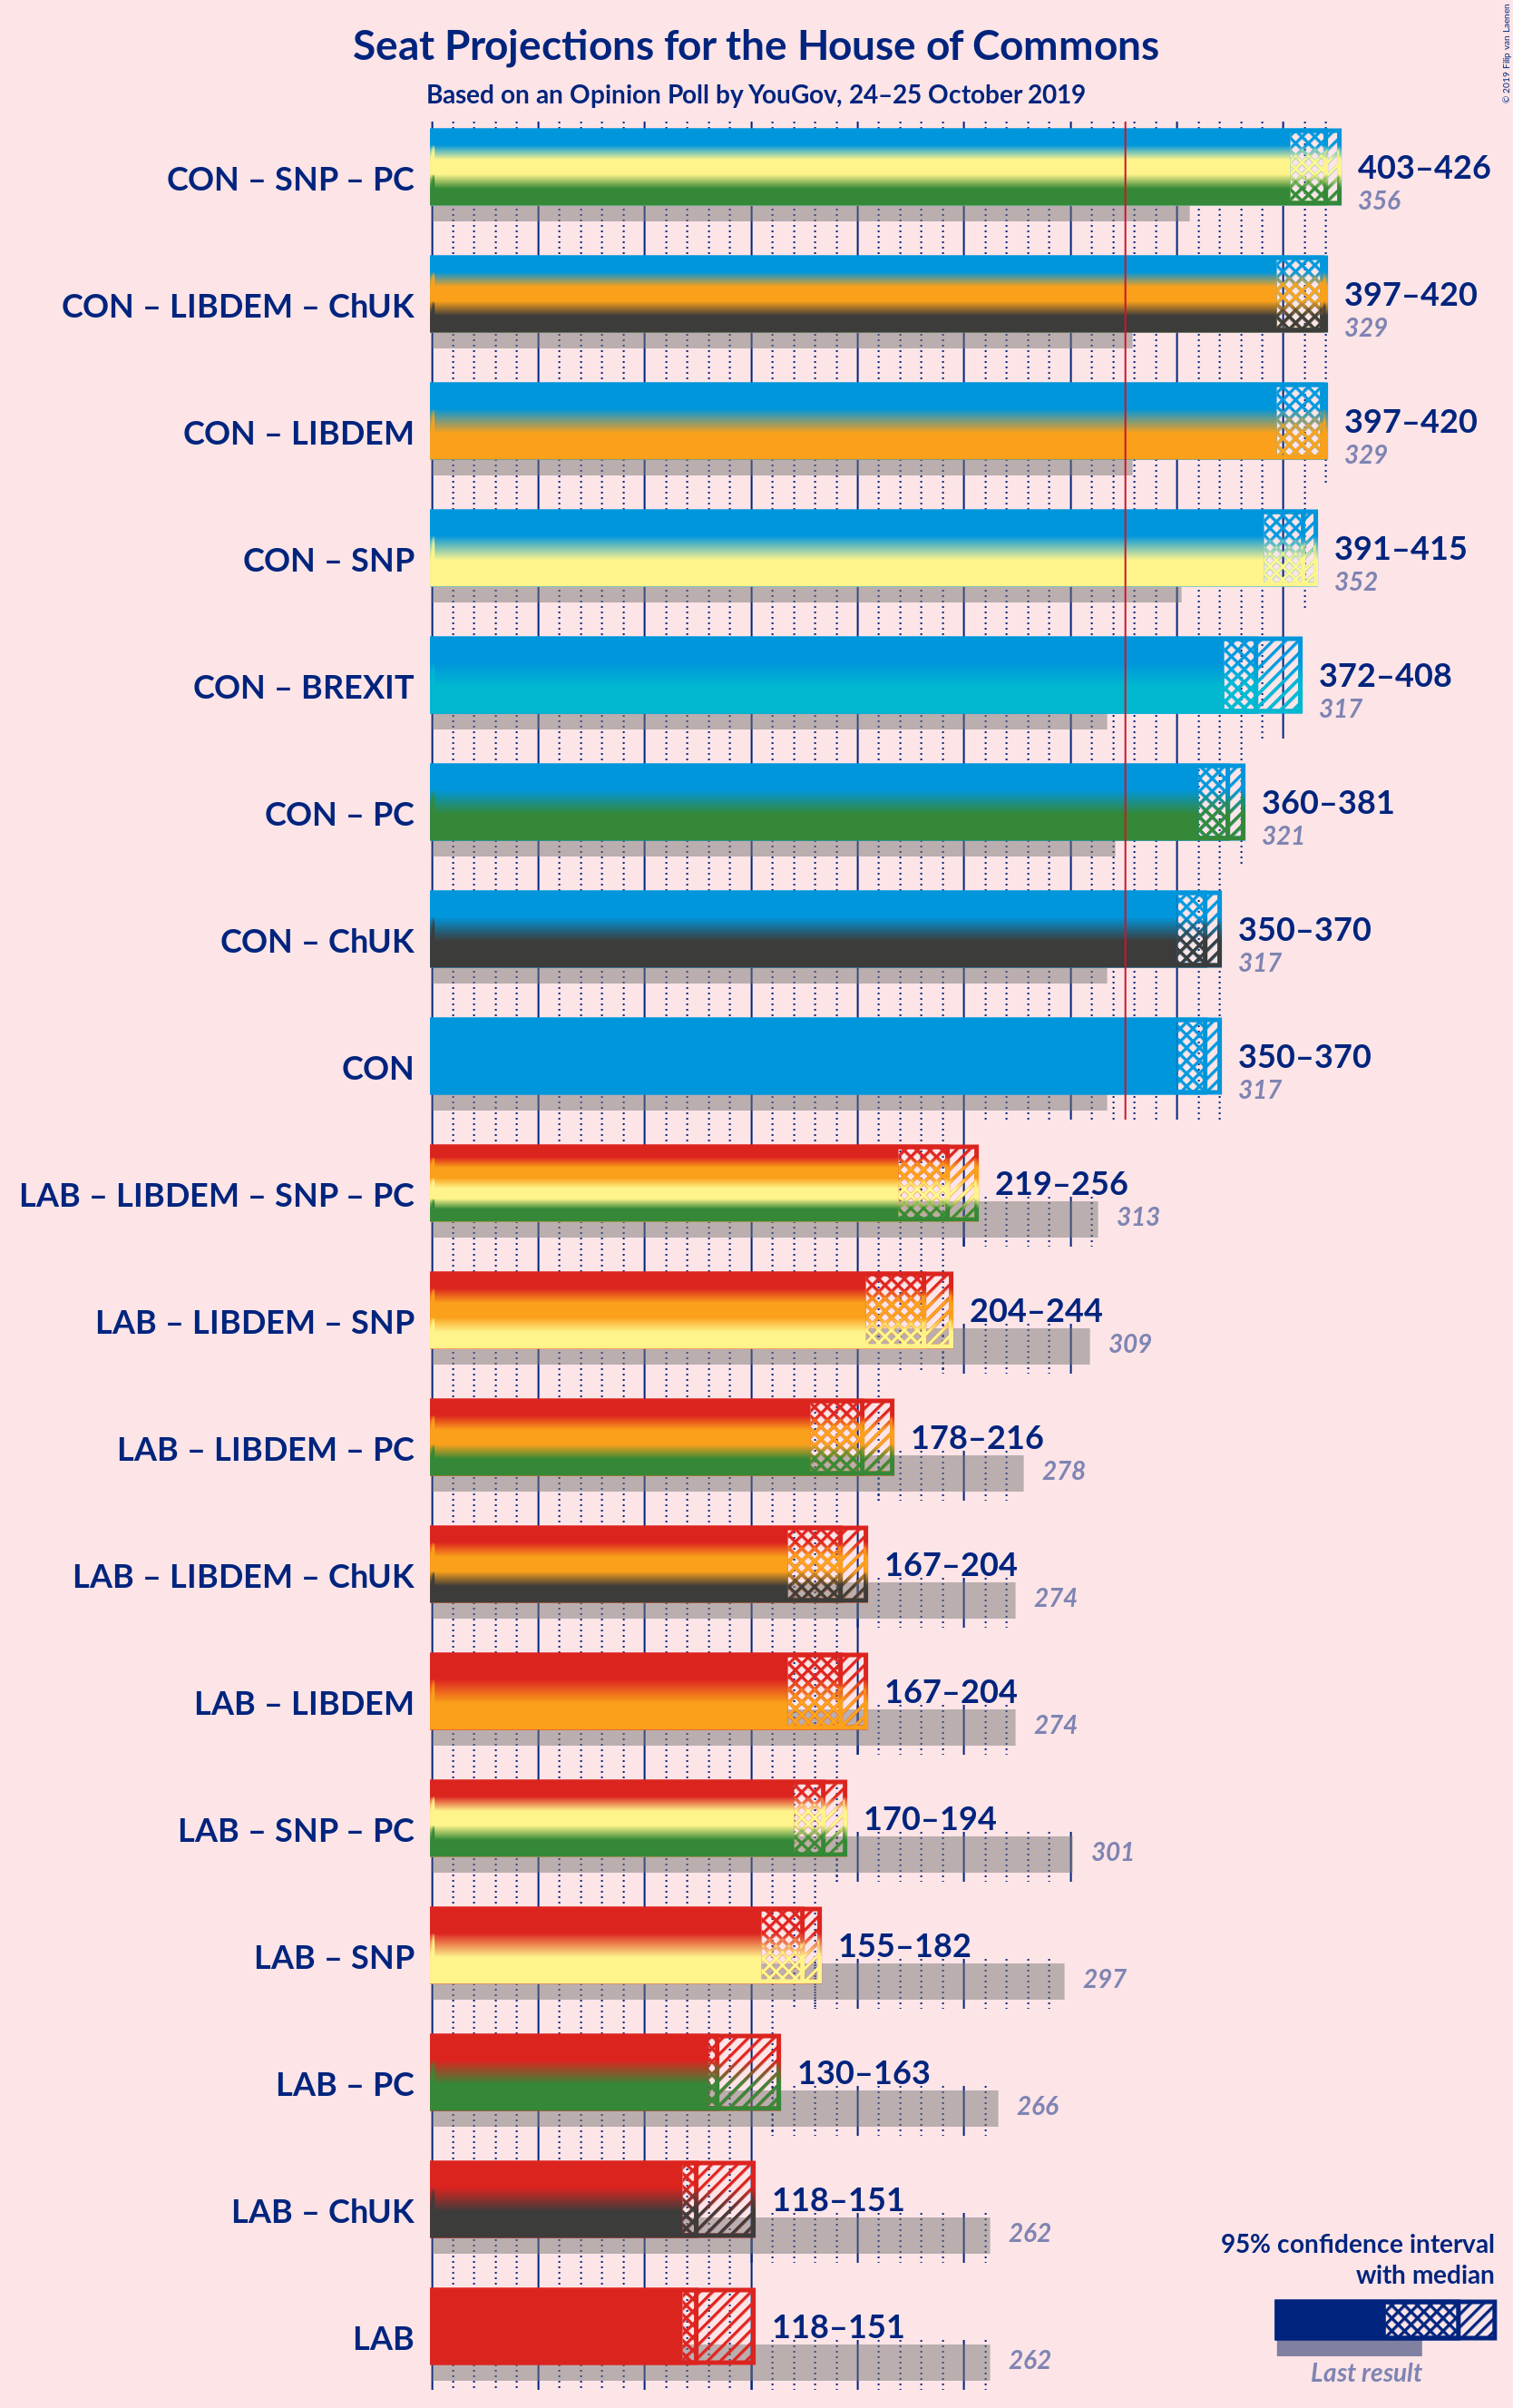 Seat Projections for the House of Commons
Based on an Opinion Poll by YouGov, 24–25 October 2019
© 2019 Filip van Laenen
CON – SNP – PC
403–426
356
CON – LIBDEM – ChUK
397–420
329
CON – LIBDEM
397–420
329
CON – SNP
391–415
352
CON – BREXIT
372–408
317
CON – PC
360–381
321
CON – ChUK
350–370
317
CON
350–370
317
LAB – LIBDEM – SNP – PC
219–256
313
LAB – LIBDEM – SNP
204–244
309
LAB – LIBDEM – PC
178–216
278
LAB – LIBDEM – ChUK
167–204
274
LAB – LIBDEM
167–204
274
LAB – SNP – PC
170–194
301
LAB – SNP
155–182
297
LAB – PC
130–163
266
LAB – ChUK
118–151
262
LAB
118–151
262
95% confidence interval
with median
Last result